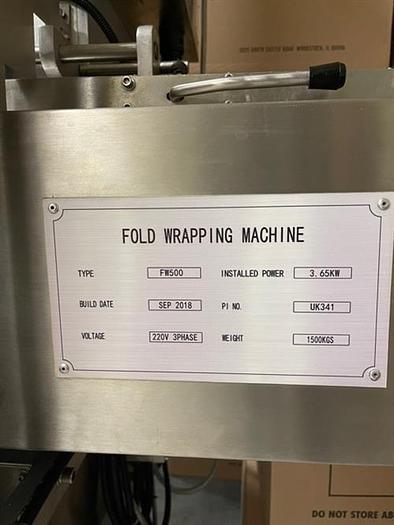 FOLD WRAPPING MACHINE
TYPE FW500 INSTALLED POWER 3.65KW
BUILD DATE SEP 2018 PI NO. UK341
VOLTAGE 220V 3PHASE WEIGHT 1500KGS
DO NOT STORE AB